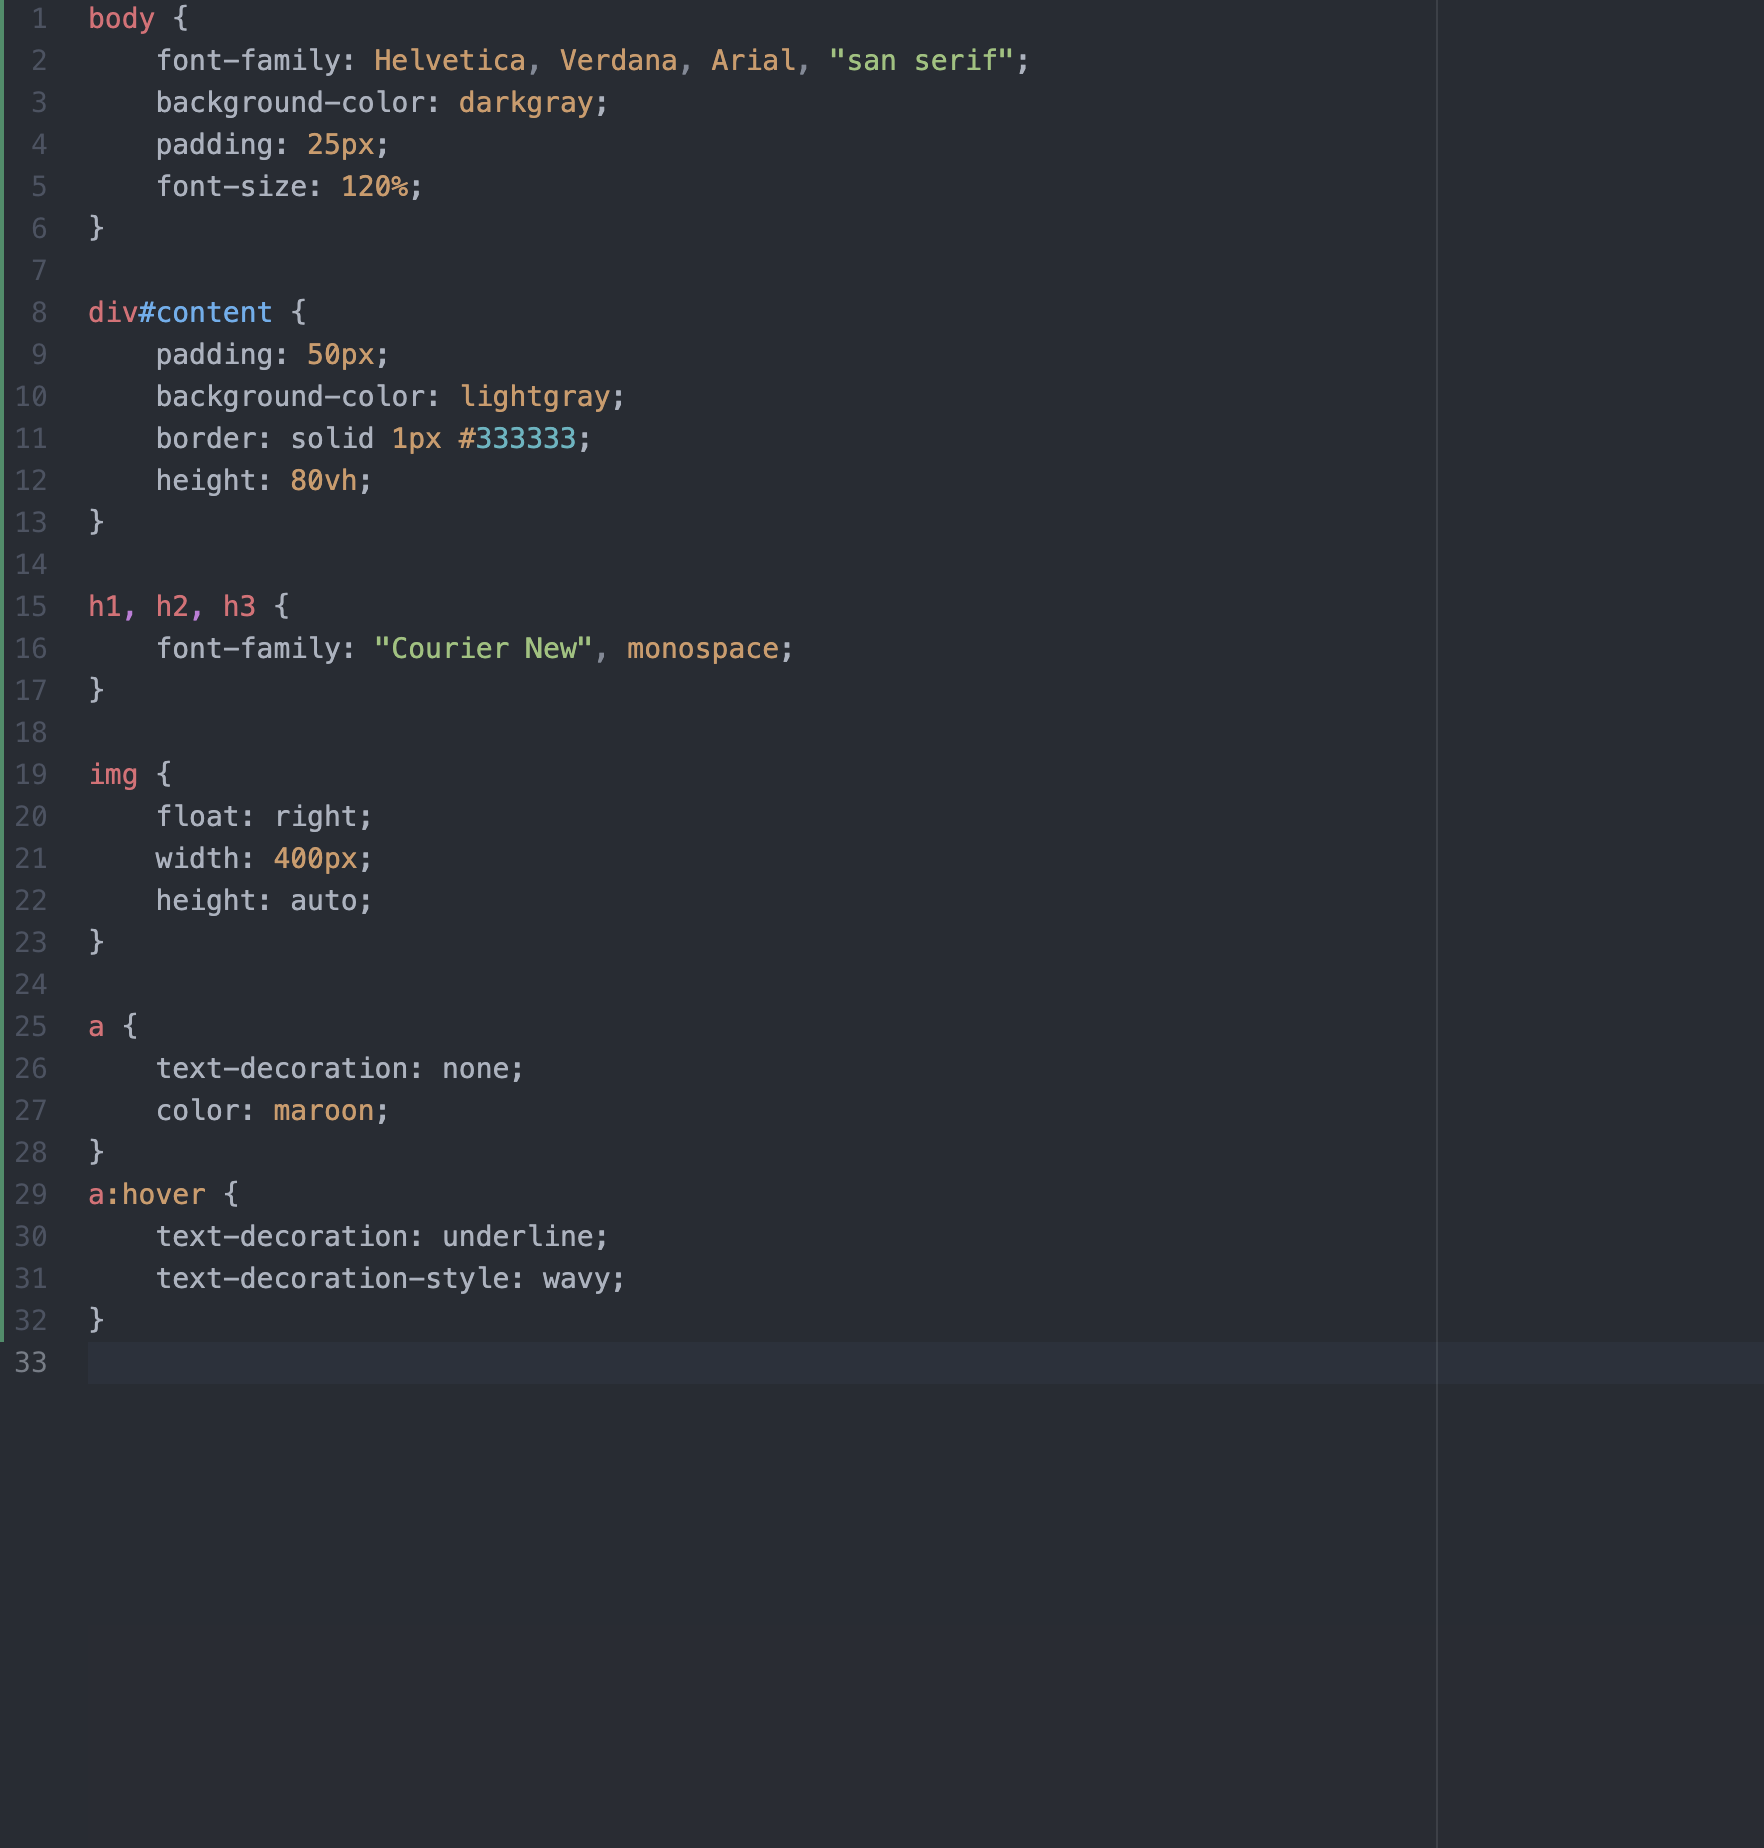 1 body {
2     font-family: Helvetica, Verdana, Arial, "san serif";
3     background-color: darkgray;
4     padding: 25px;
5     font-size: 120%;
6 }
7
8 div#content {
9     padding: 50px;
10     background-color: lightgray;
11     border: solid 1px #333333;
12     height: 80vh;
13 }
14
15 h1, h2, h3 {
16     font-family: "Courier New", monospace;
17 }
18
19 img {
20     float: right;
21     width: 400px;
22     height: auto;
23 }
24
25 a {
26     text-decoration: none;
27     color: maroon;
28 }
29 a:hover {
30     text-decoration: underline;
31     text-decoration-style: wavy;
32 }
33